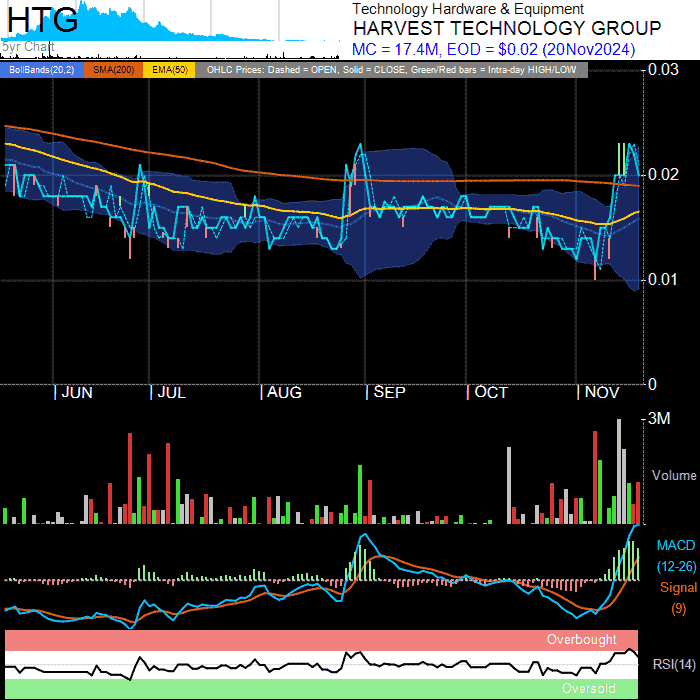 HTG
5yr Chart
Technology Hardware & Equipment
HARVEST TECHNOLOGY GROUP
MC = 17.4M, EOD = $0.02 (20Nov2024)
BollBands(20,2) SMA(200) EMA(50) OHLC Prices: Dashed = OPEN, Solid = CLOSE, Green/Red bars = Intra-day HIGH/LOW
0.03
0.02
0.01
0
| JUN | JUL | AUG | SEP | OCT | NOV
3M
Volume
MACD
(12-26)
Signal
(9)
Overbought
RSI(14)
Oversold